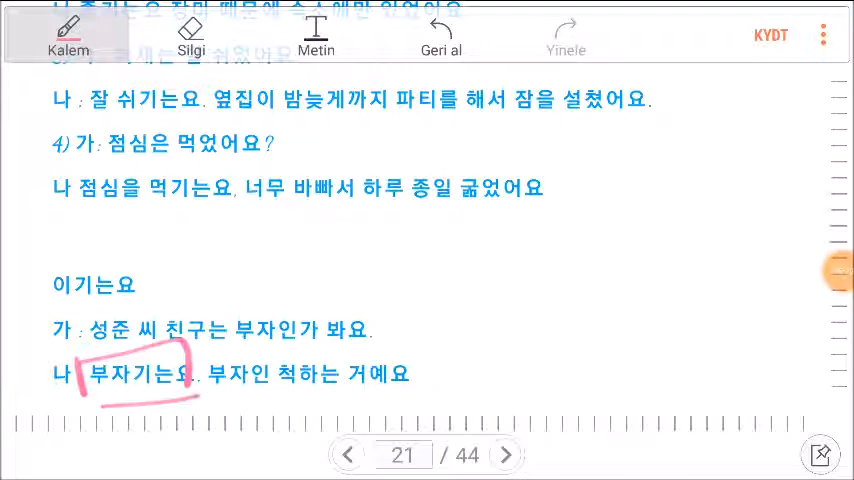 Kalem
Silgi
Metin
Geri al
Yinele
KYDT
나 : 잘 쉬기는요. 옆집이 밤늦게까지 파티를 해서 잠을 설쳤어요.
4) 가: 점심은 먹었어요?
나 점심을 먹기는요, 너무 바빠서 하루 종일 굶었어요
이기는요
가 : 성준 씨 친구는 부자인가 봐요.
나 부자기는요. 부자인 척하는 거예요
21 / 44